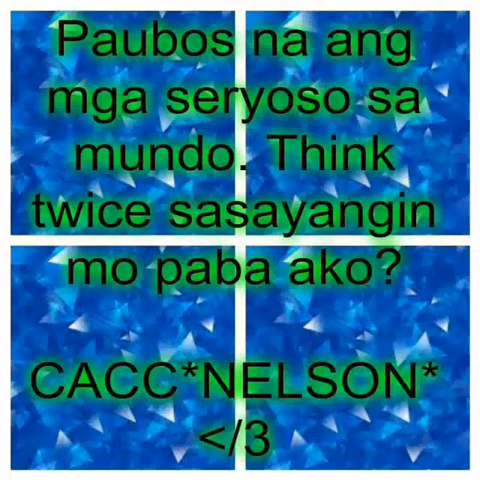 Paubos na ang
mga seryoso sa
mundo. Think
twice sasayangin
mo paba ako?
CACC*NELSON*
</3